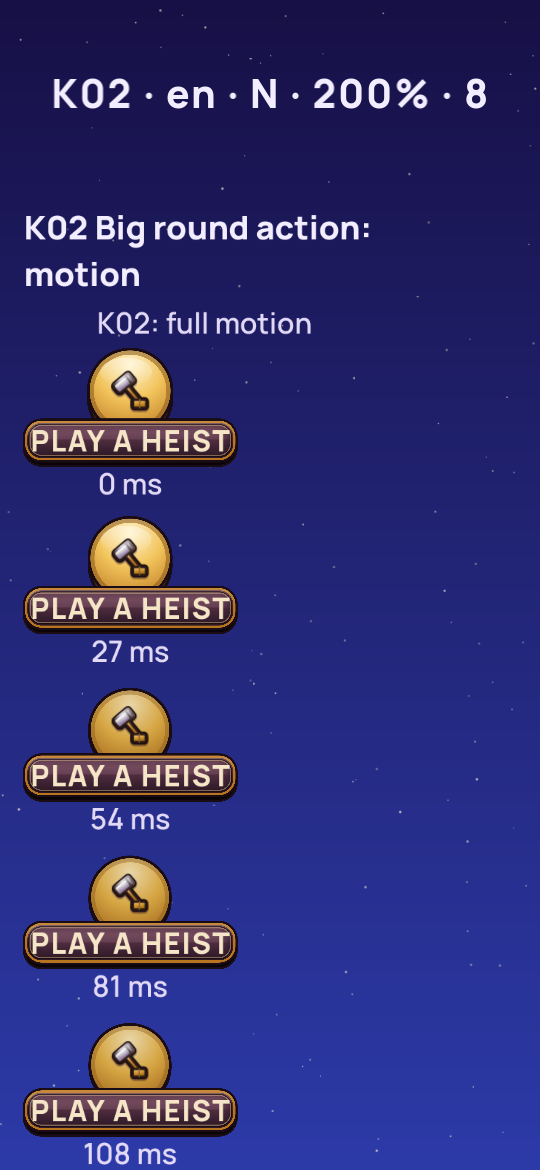 K02 · en · N · 200% · 8
K02 Big round action:
motion
K02: full motion
PLAY A HEIST
0 ms
PLAY A HEIST
27 ms
PLAY A HEIST
54 ms
PLAY A HEIST
81 ms
PLAY A HEIST
108 ms